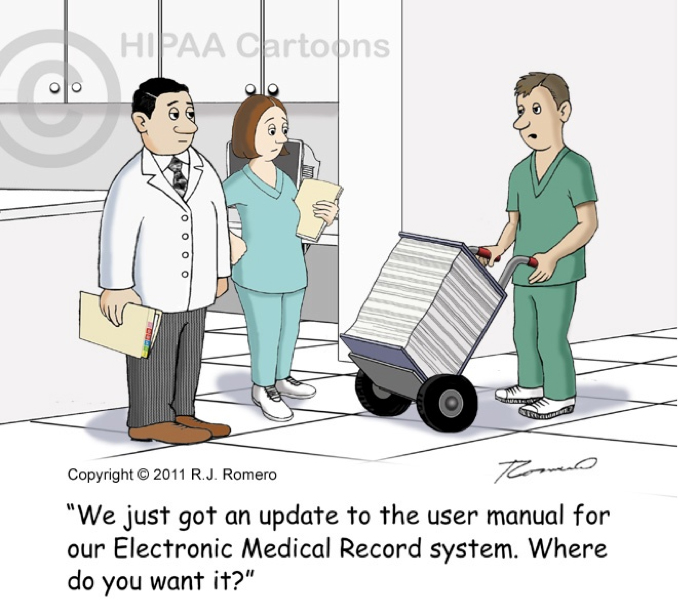 HIPAA Cartoons
©
Copyright © 2011 R.J. Romero
Romero
“We just got an update to the user manual for
our Electronic Medical Record system. Where
do you want it?”